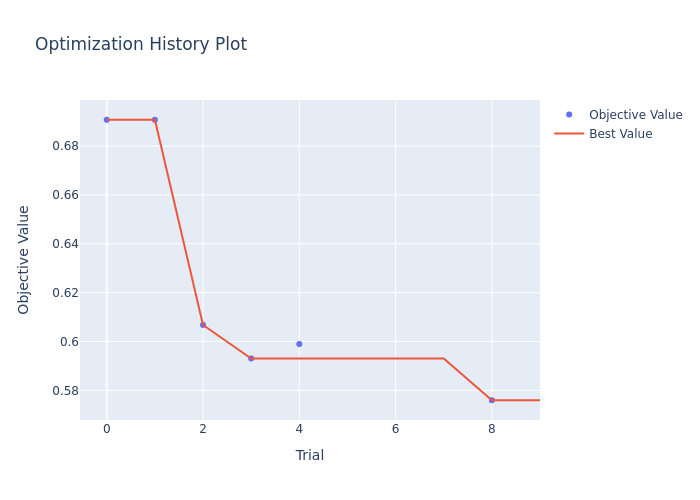 Optimization History Plot
Objective Value
Best Value
0.68
0.66
0.64
0.62
0.6
0.58
Objective Value
0 2 4 6 8
Trial